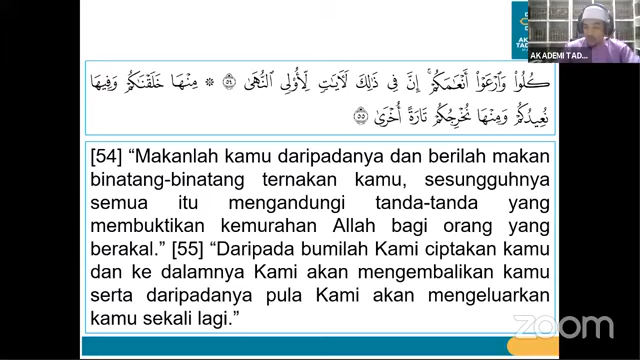 كُلُوا۟ وَٱرْعَوْا۟ أَنْعَـٰمَكُمْ ۗ إِنَّ فِى ذَٰلِكَ لَـَٔايَـٰتٍ لِّأُو۟لِى ٱلنُّهَىٰ ٥٤ ۞ مِنْهَا خَلَقْنَـٰكُمْ وَفِيهَا
نُعِيدُكُمْ وَمِنْهَا نُخْرِجُكُمْ تَارَةً أُخْرَىٰ ٥٥
[54] “Makanlah kamu daripadanya dan berilah makan
binatang-binatang ternakan kamu, sesungguhnya
semua itu mengandungi tanda-tanda yang
membuktikan kemurahan Allah bagi orang yang
berakal.” [55] “Daripada bumilah Kami ciptakan kamu
dan ke dalamnya Kami akan mengembalikan kamu
serta daripadanya pula Kami akan mengeluarkan
kamu sekali lagi.”
AKADEMI TAD...
zoom